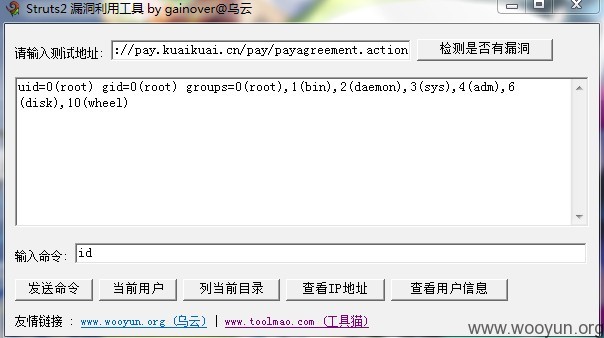 Struts2 漏洞利用工具 by gainover@乌云
请输入测试地址: ://pay.kuaikuai.cn/pay/payagreement.action 检测是否有漏洞
uid=0(root) gid=0(root) groups=0(root),1(bin),2(daemon),3(sys),4(adm),6
(disk),10(wheel)
输入命令: id
发送命令 当前用户 列当前目录 查看IP地址 查看用户信息
友情链接 : www.wooyun.org (乌云) | www.toolmao.com (工具猫)
www.wooyun.org